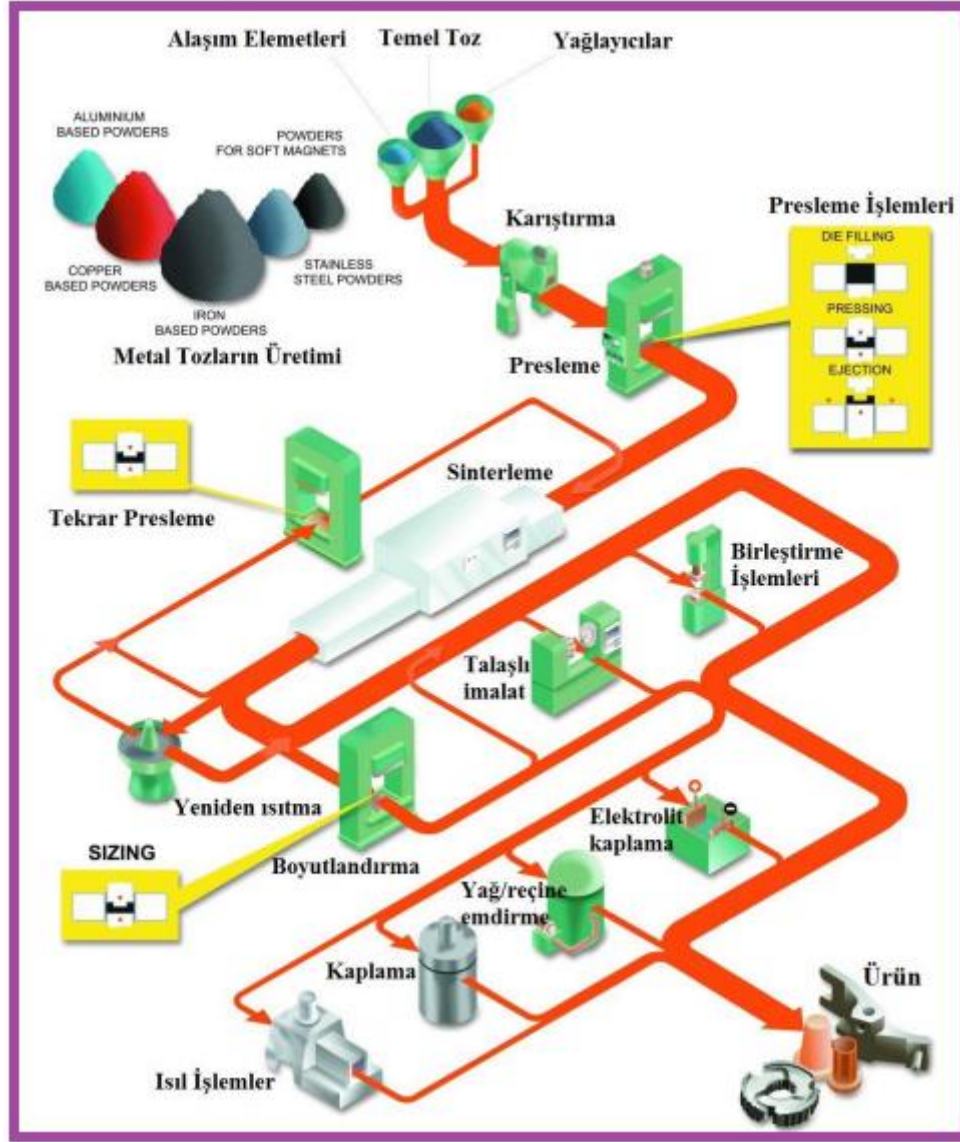 Alaşım Elemetleri
Temel Toz
Yağlayıcılar
ALUMINIUM
BASED POWDERS
POWDERS
FOR SOFT MAGNETS
COPPER
BASED POWDERS
STAINLESS
STEEL POWDERS
IRON
BASED POWDERS
Metal Tozların Üretimi
Karıştırma
Presleme
Presleme İşlemleri
DIE FILLING
PRESSING
EJECTION
Tekrar Presleme
Sinterleme
Birleştirme
İşlemleri
Talaşlı
imalat
Yeniden ısıtma
SIZING
Boyutlandırma
Elektrolit
kaplama
Yağ/reçine
emdirme
Kaplama
Isıl İşlemler
Ürün